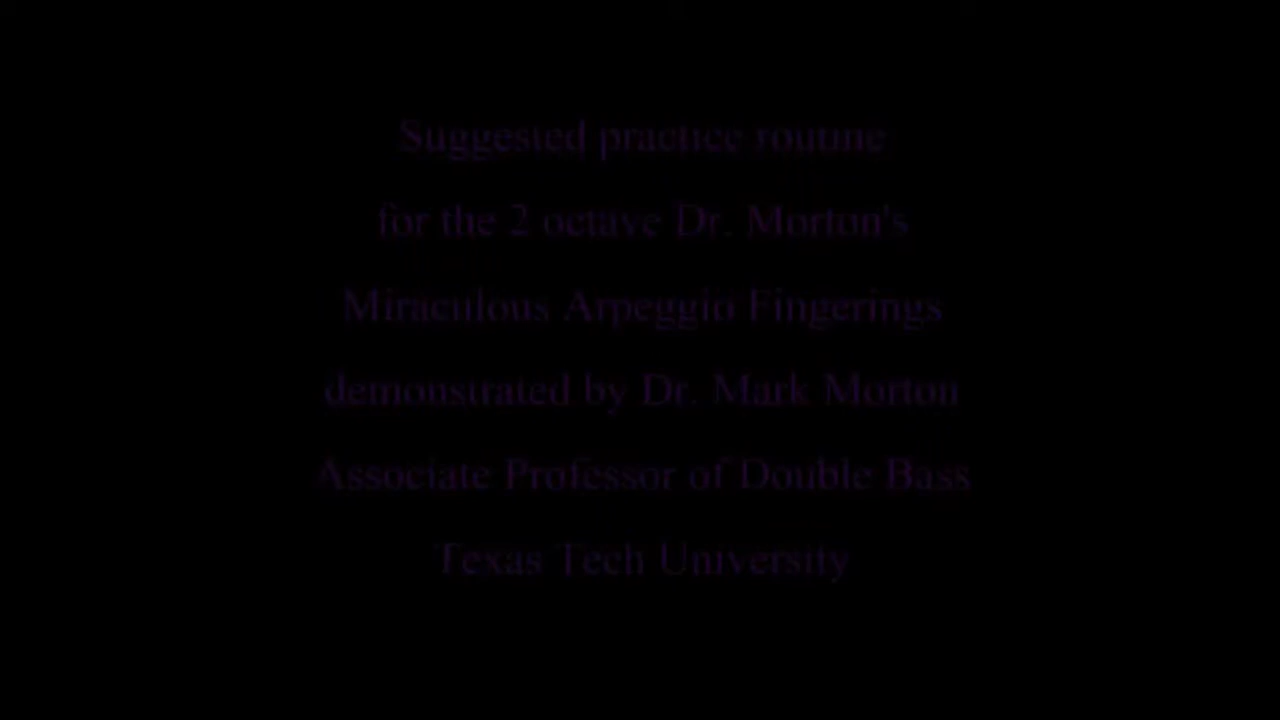 Suggested practice routine
for the 2 octave Dr. Morton's
Miraculous Arpeggio Fingerings
demonstrated by Dr. Mark Morton
Associate Professor of Double Bass
Texas Tech University